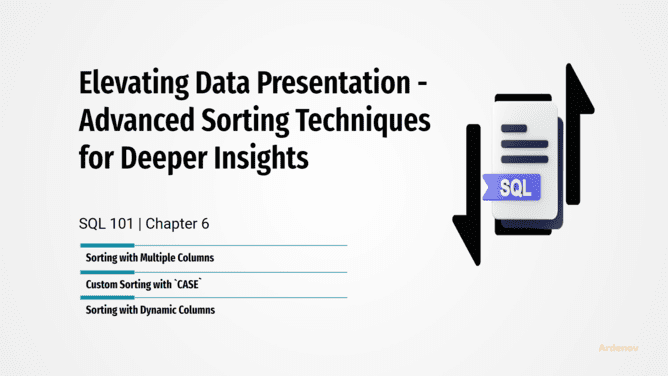 Elevating Data Presentation -
Advanced Sorting Techniques
for Deeper Insights
SQL
SQL 101 | Chapter 6
Sorting with Multiple Columns
Custom Sorting with `CASE`
Sorting with Dynamic Columns
Ardenov